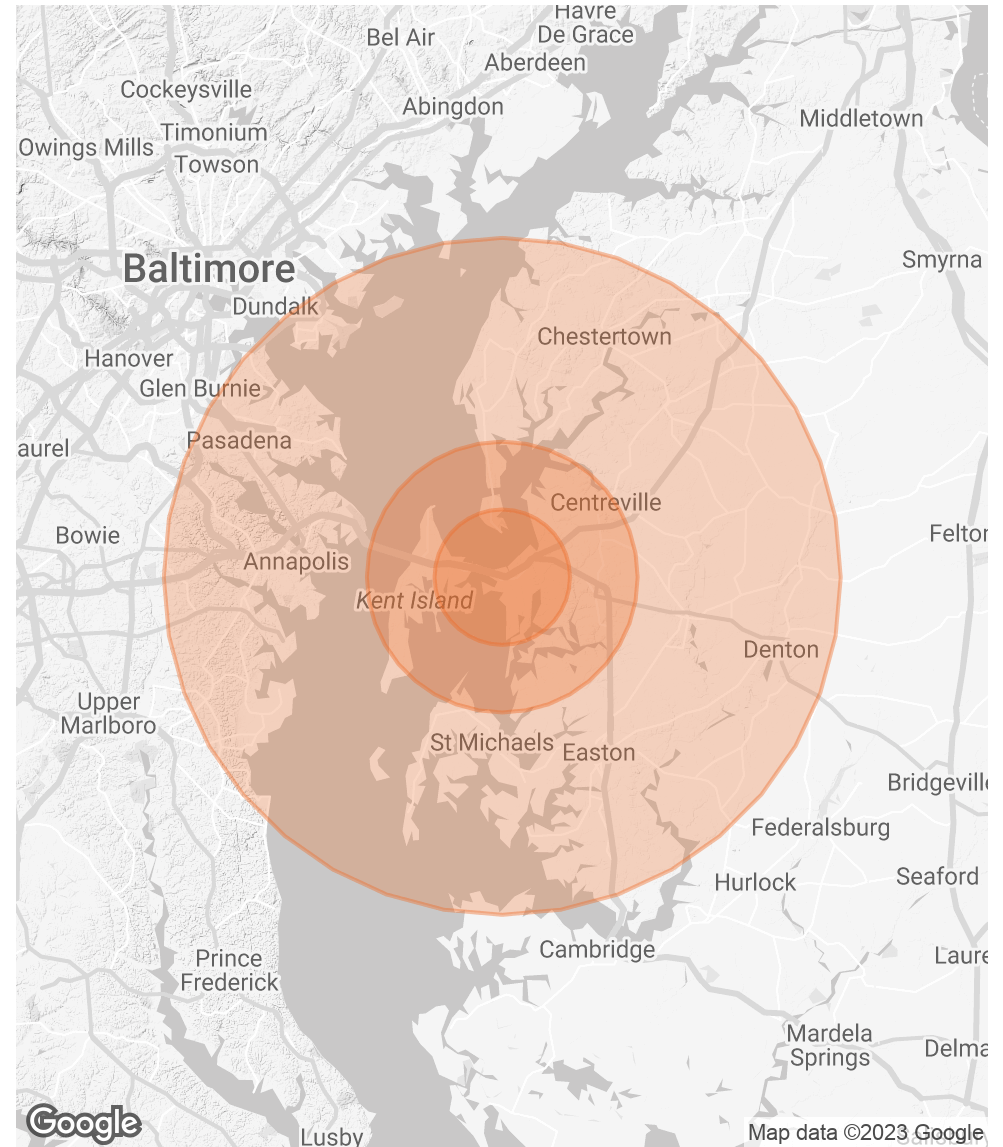 Havre
De Grace
Bel Air
Aberdeen
Cockeysville
Abingdon
Middletown
Timonium
Owings Mills
Towson
Smyrna
Baltimore
Dundalk
Chestertown
Hanover
Glen Burnie
Pasadena
aurel
Centreville
Bowie
Felton
Annapolis
Kent Island
Denton
Upper
Marlboro
St Michaels
Easton
Bridgeville
Federalsburg
Hurlock
Seaford
Cambridge
Laure
Prince
Frederick
Mardela
Springs
Delma
Google
Lusby
Map data ©2023 Google